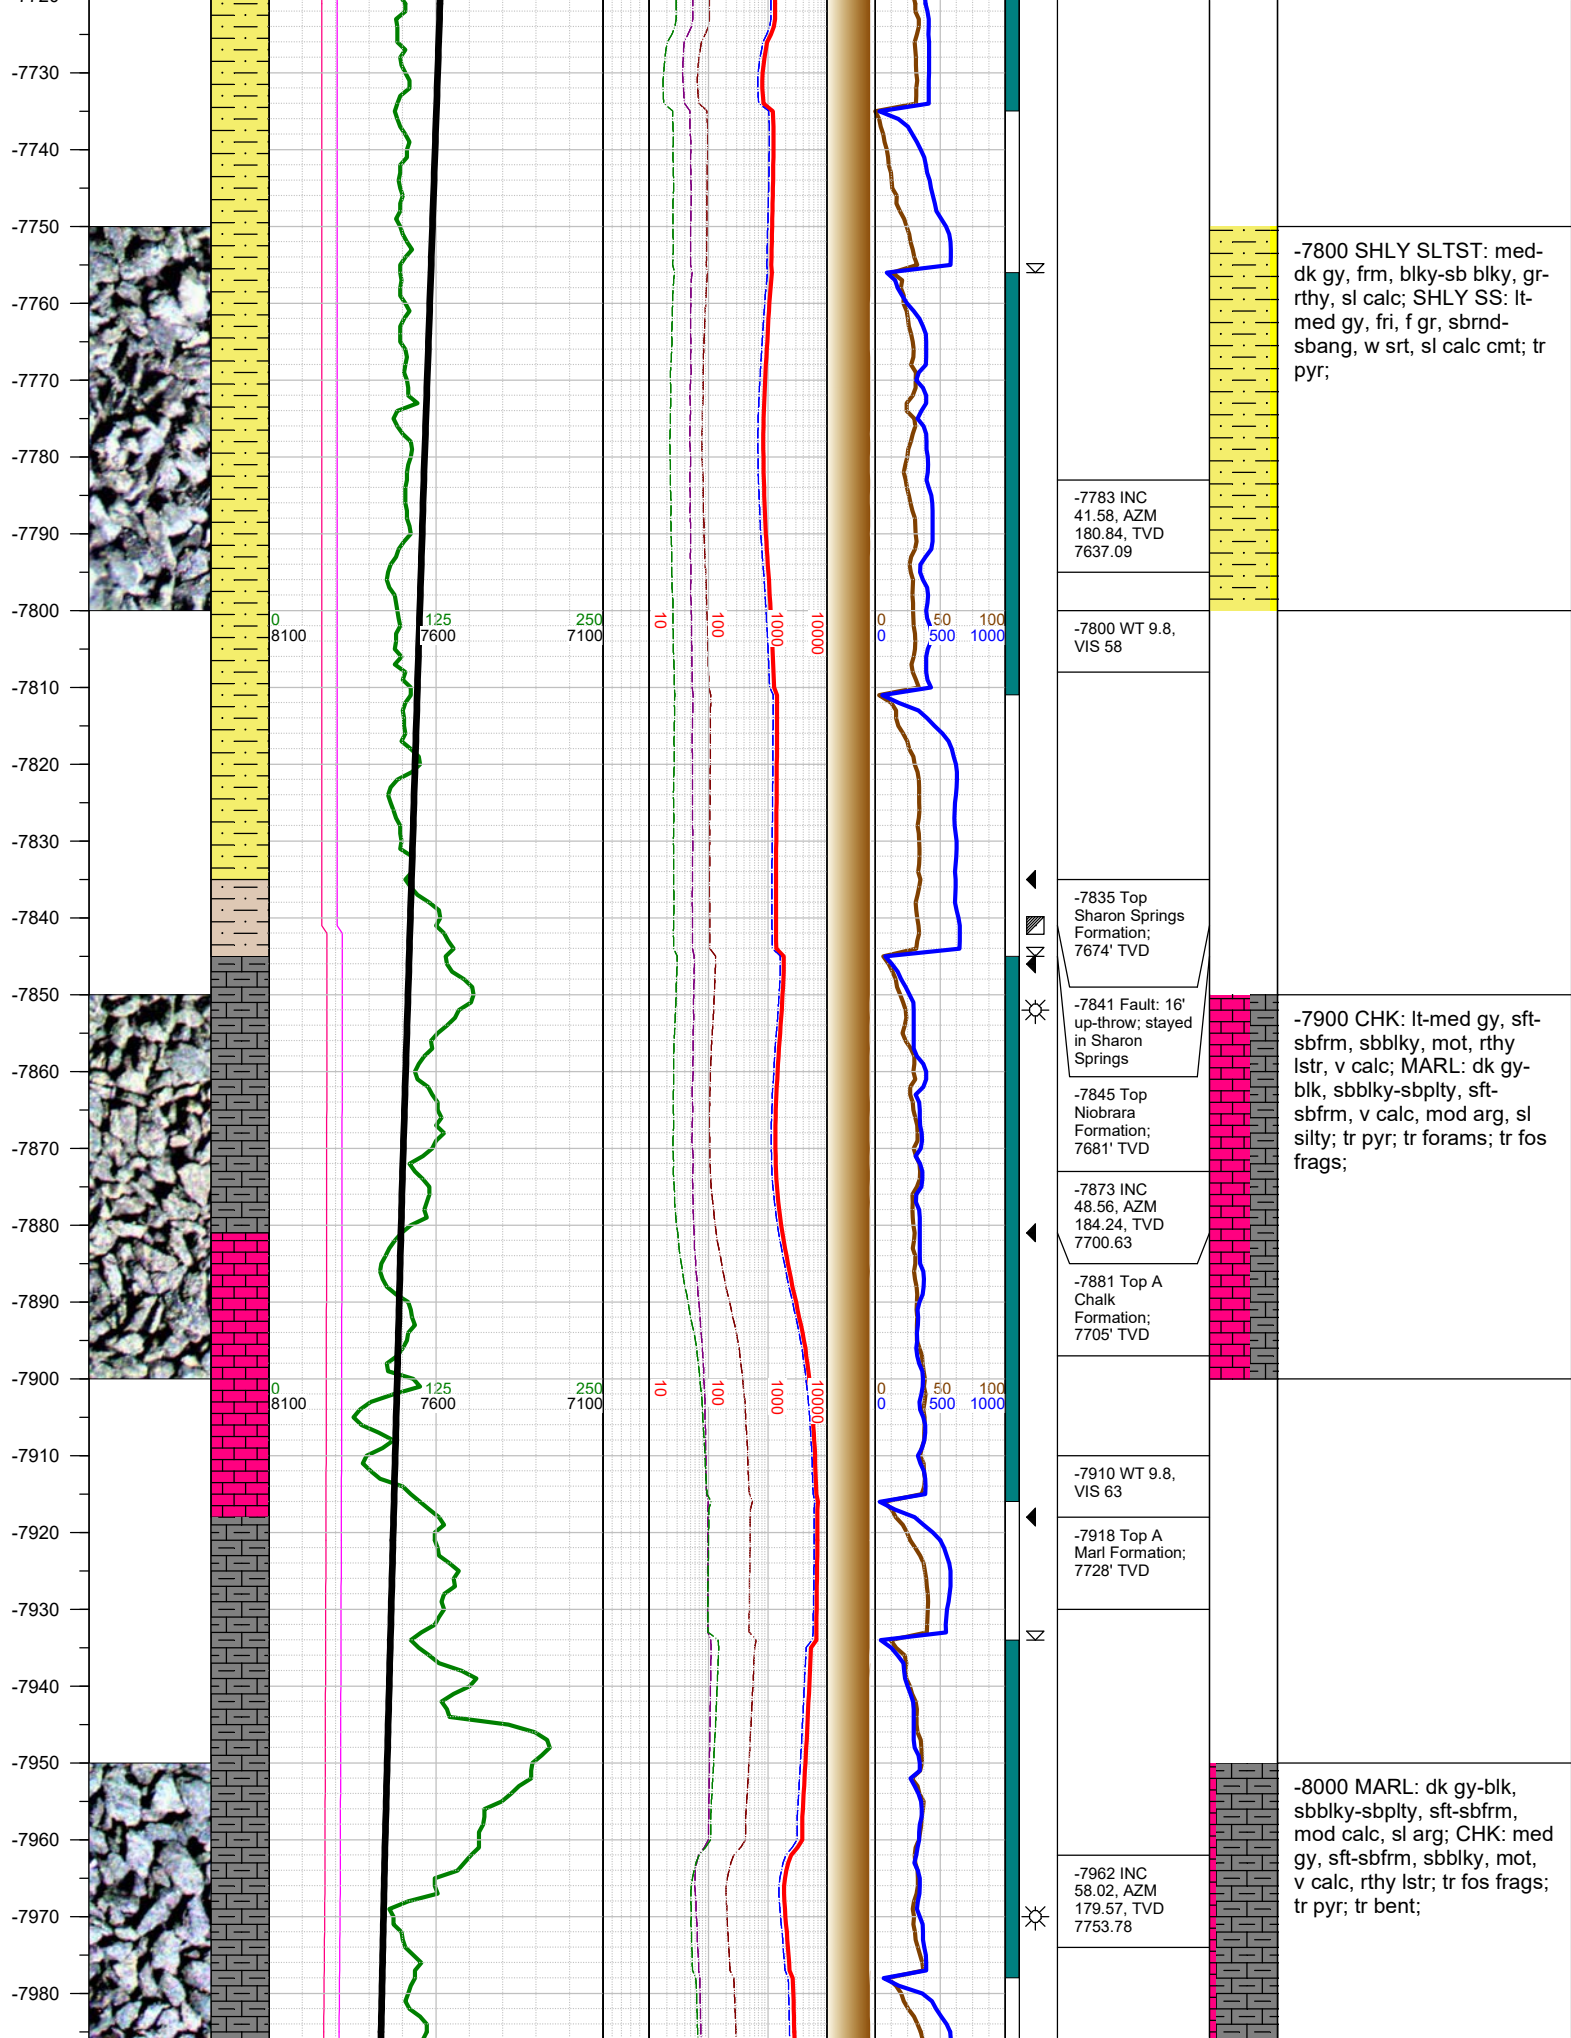 -7720
-7730
-7740
-7750
-7760
-7770
-7780
-7790
-7800
-7810
-7820
-7830
-7840
-7850
-7860
-7870
-7880
-7890
-7900
-7910
-7920
-7930
-7940
-7950
-7960
-7970
-7980
0 125 250
8100 7600 7100
10 100 1000 10000
0 50 100
0 500 1000
0 125 250
8100 7600 7100
10 100 1000 10000
0 50 100
0 500 1000
-7783 INC
41.58, AZM
180.84, TVD
7637.09
-7800 WT 9.8,
VIS 58
-7835 Top
Sharon Springs
Formation;
7674' TVD
-7841 Fault: 16'
up-throw; stayed
in Sharon
Springs
-7845 Top
Niobrara
Formation;
7681' TVD
-7873 INC
48.56, AZM
184.24, TVD
7700.63
-7881 Top A
Chalk
Formation;
7705' TVD
-7910 WT 9.8,
VIS 63
-7918 Top A
Marl Formation;
7728' TVD
-7962 INC
58.02, AZM
179.57, TVD
7753.78
-7800 SHLY SLTST: med-
dk gy, frm, blky-sb blky, gr-
rthy, sl calc; SHLY SS: lt-
med gy, fri, f gr, sbrnd-
sbang, w srt, sl calc cmt; tr
pyr;
-7900 CHK: lt-med gy, sft-
sbfrm, sbblky, mot, rthy
lstr, v calc; MARL: dk gy-
blk, sbblky-sbplty, sft-
sbfrm, v calc, mod arg, sl
silty; tr pyr; tr forams; tr fos
frags;
-8000 MARL: dk gy-blk,
sbblky-sbplty, sft-sbfrm,
mod calc, sl arg; CHK: med
gy, sft-sbfrm, sbblky, mot,
v calc, rthy lstr; tr fos frags;
tr pyr; tr bent;